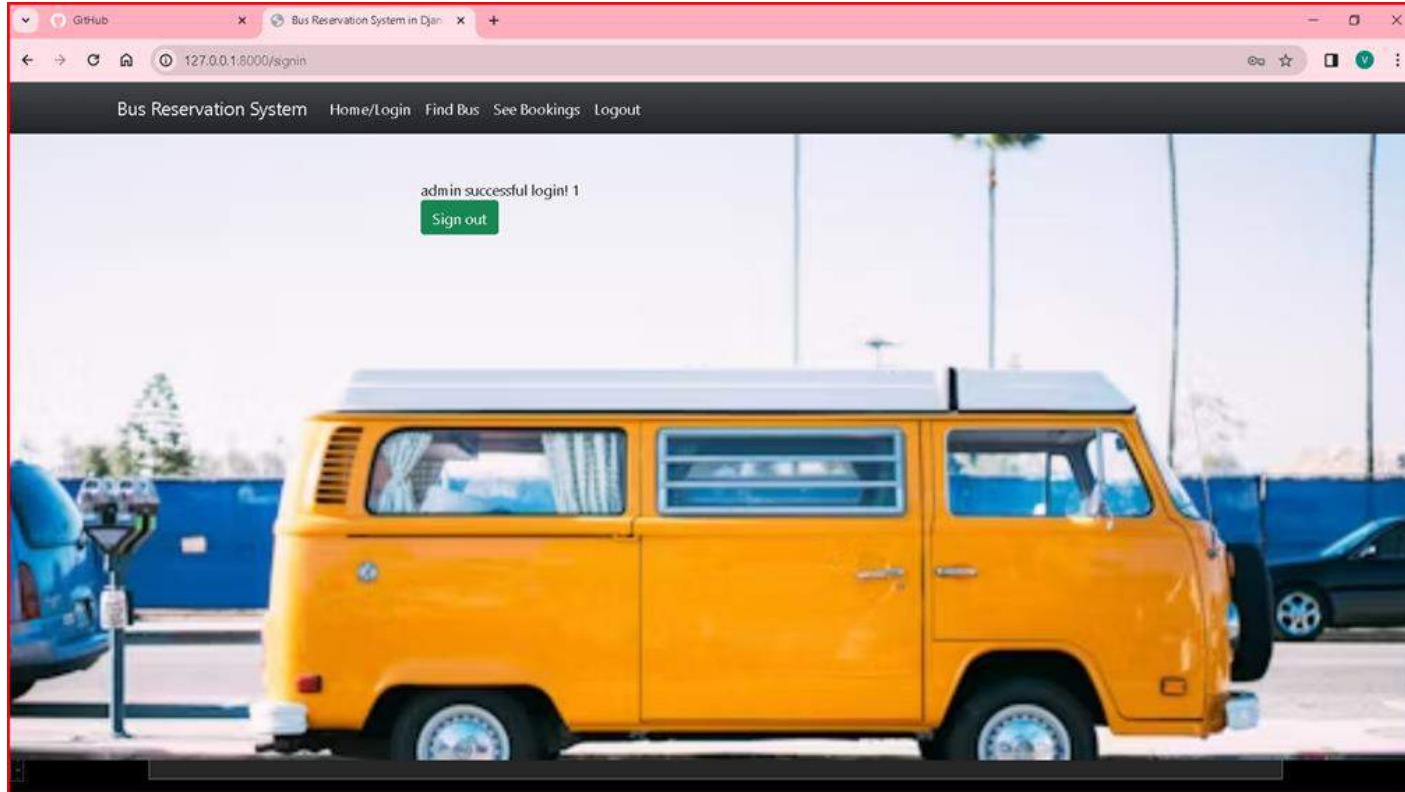 GitHub
Bus Reservation System in Djan
127.0.0.1:8000/signin
V
Bus Reservation System Home/Login Find Bus See Bookings Logout
admin successful login! 1
Sign out